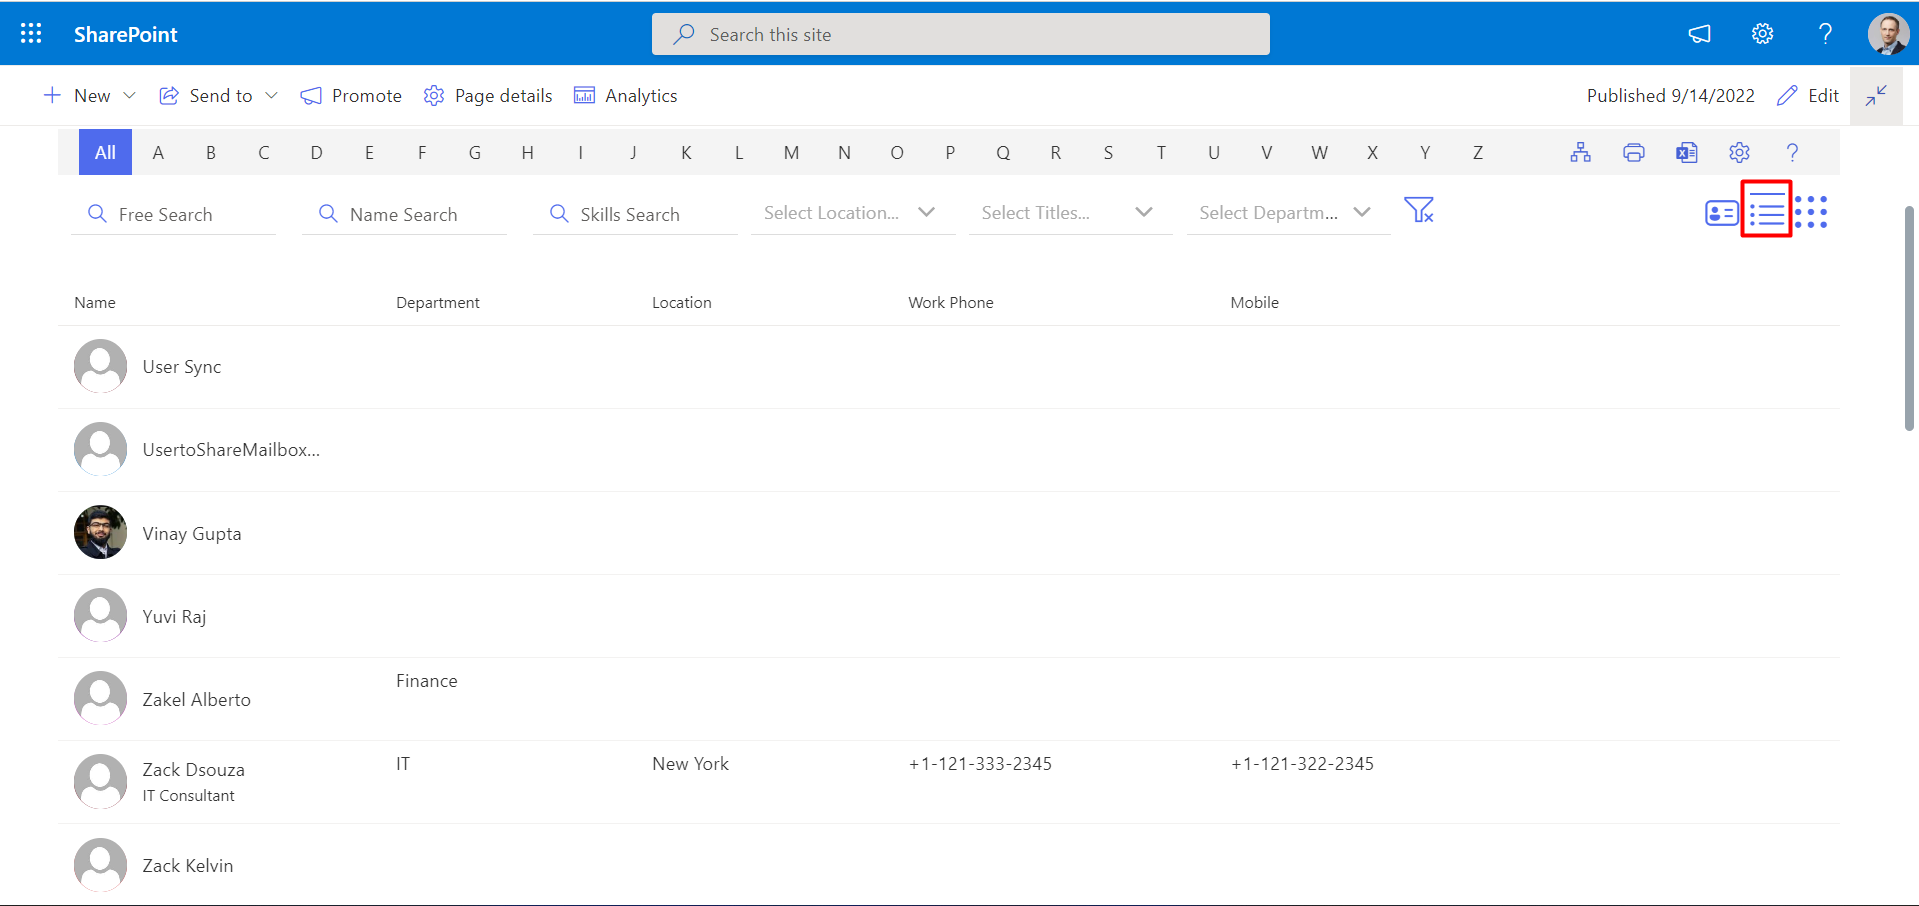 SharePoint
Search this site
New Send to Promote Page details Analytics Published 9/14/2022 Edit
All A B C D E F G H I J K L M N O P Q R S T U V W X Y Z
Free Search Name Search Skills Search Select Location... Select Titles... Select Departm...
Name Department Location Work Phone Mobile
User Sync
UsertoShareMailbox...
Vinay Gupta
Yuvi Raj
Zakel Alberto Finance
Zack Dsouza IT New York +1-121-333-2345 +1-121-322-2345
IT Consultant
Zack Kelvin